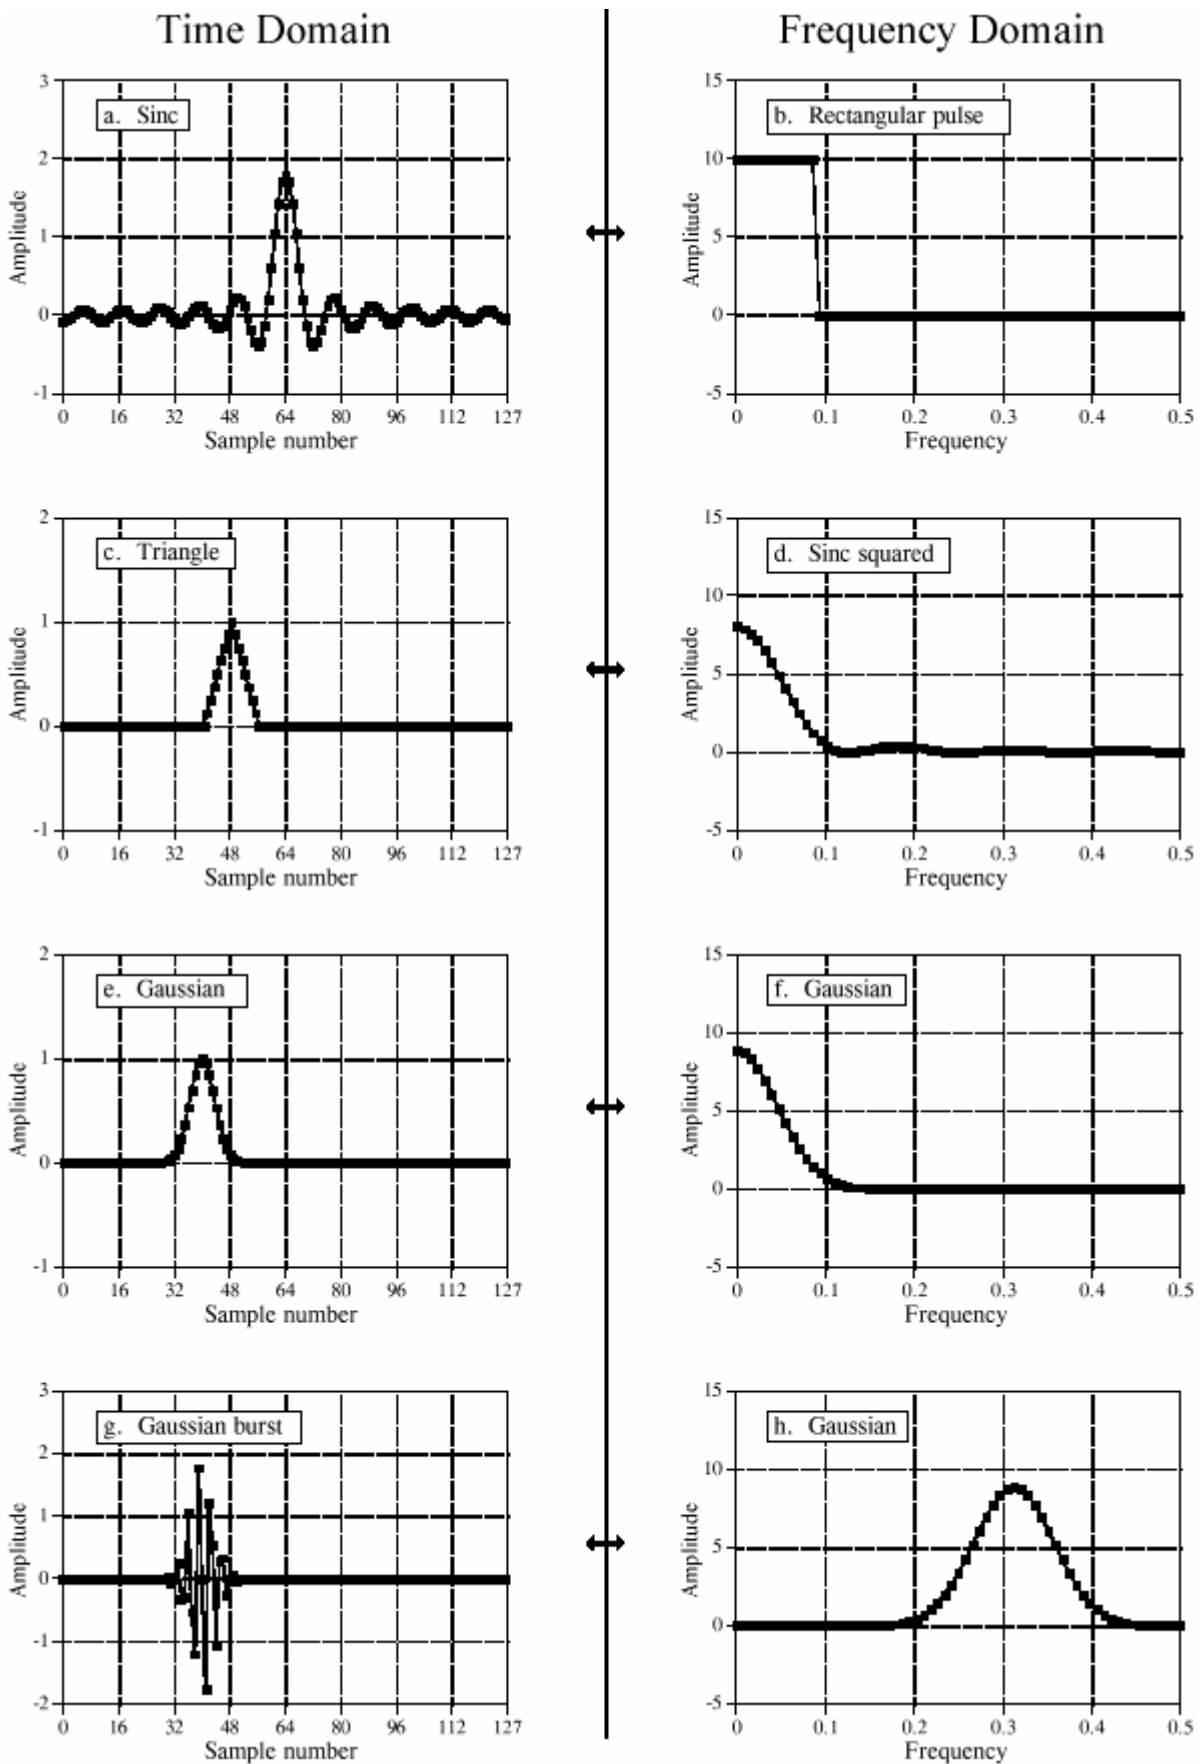 Time Domain
Frequency Domain
3
2
1
0
-1
Amplitude
a. Sinc
0 16 32 48 64 80 96 112 127
Sample number
15
10
5
0
-5
Amplitude
b. Rectangular pulse
0 0.1 0.2 0.3 0.4 0.5
Frequency
2
1
0
-1
Amplitude
c. Triangle
0 16 32 48 64 80 96 112 127
Sample number
15
10
5
0
-5
Amplitude
d. Sinc squared
0 0.1 0.2 0.3 0.4 0.5
Frequency
2
1
0
-1
Amplitude
e. Gaussian
0 16 32 48 64 80 96 112 127
Sample number
15
10
5
0
-5
Amplitude
f. Gaussian
0 0.1 0.2 0.3 0.4 0.5
Frequency
3
2
1
0
-1
-2
Amplitude
g. Gaussian burst
0 16 32 48 64 80 96 112 127
Sample number
15
10
5
0
-5
Amplitude
h. Gaussian
0 0.1 0.2 0.3 0.4 0.5
Frequency